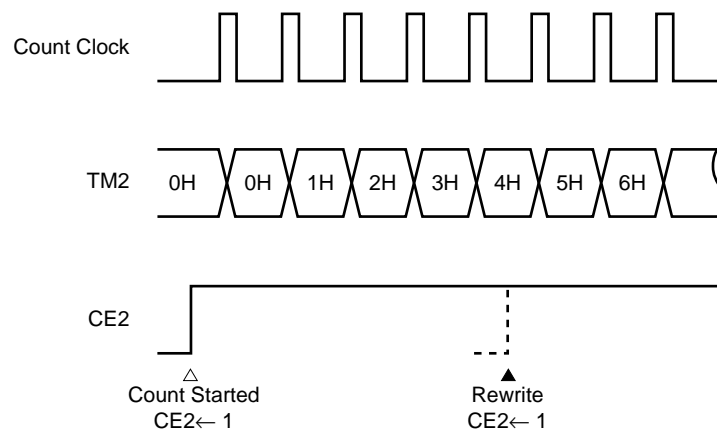 Count Clock
TM2
0H 0H 1H 2H 3H 4H 5H 6H
CE2
Count Started
CE2← 1
Rewrite
CE2← 1